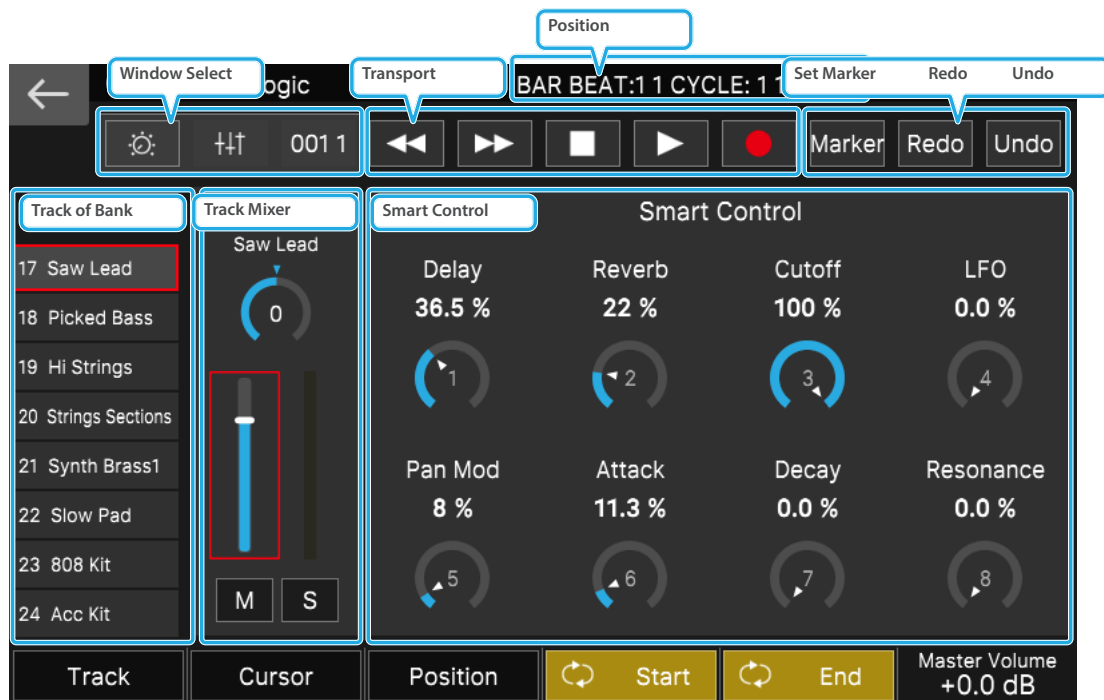 Position
Window Select
Transport
Set Marker Redo Undo
ogic
BAR BEAT:1 1 CYCLE: 1 1
001 1
Marker
Redo
Undo
Track of Bank
Track Mixer
Smart Control
Smart Control
17 Saw Lead
18 Picked Bass
19 Hi Strings
20 Strings Sections
21 Synth Brass1
22 Slow Pad
23 808 Kit
24 Acc Kit
Saw Lead
0
M S
Delay Reverb Cutoff LFO
36.5 % 22 % 100 % 0.0 %
1 2 3 4
Pan Mod Attack Decay Resonance
8 % 11.3 % 0.0 % 0.0 %
5 6 7 8
Track
Cursor
Position
Start
End
Master Volume
+0.0 dB